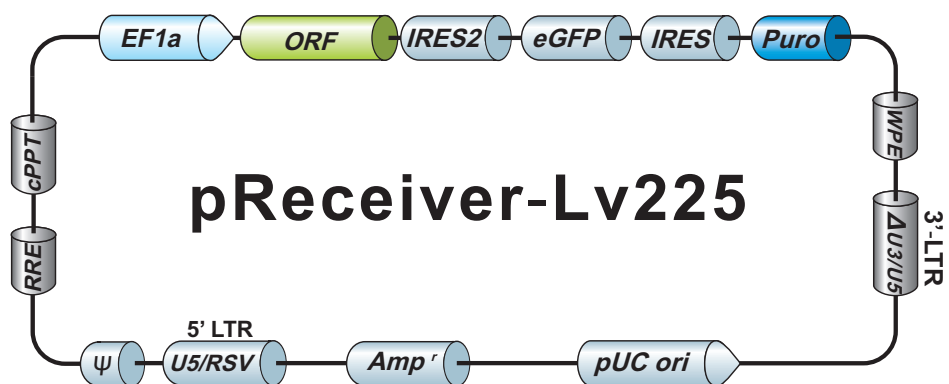 EF1a ORF IRES2 eGFP IRES Puro
cPPT
WPE
pReceiver-Lv225
RRE
ΔU3/U5
3’-LTR
5’ LTR
Ψ U5/RSV Amp r pUC ori